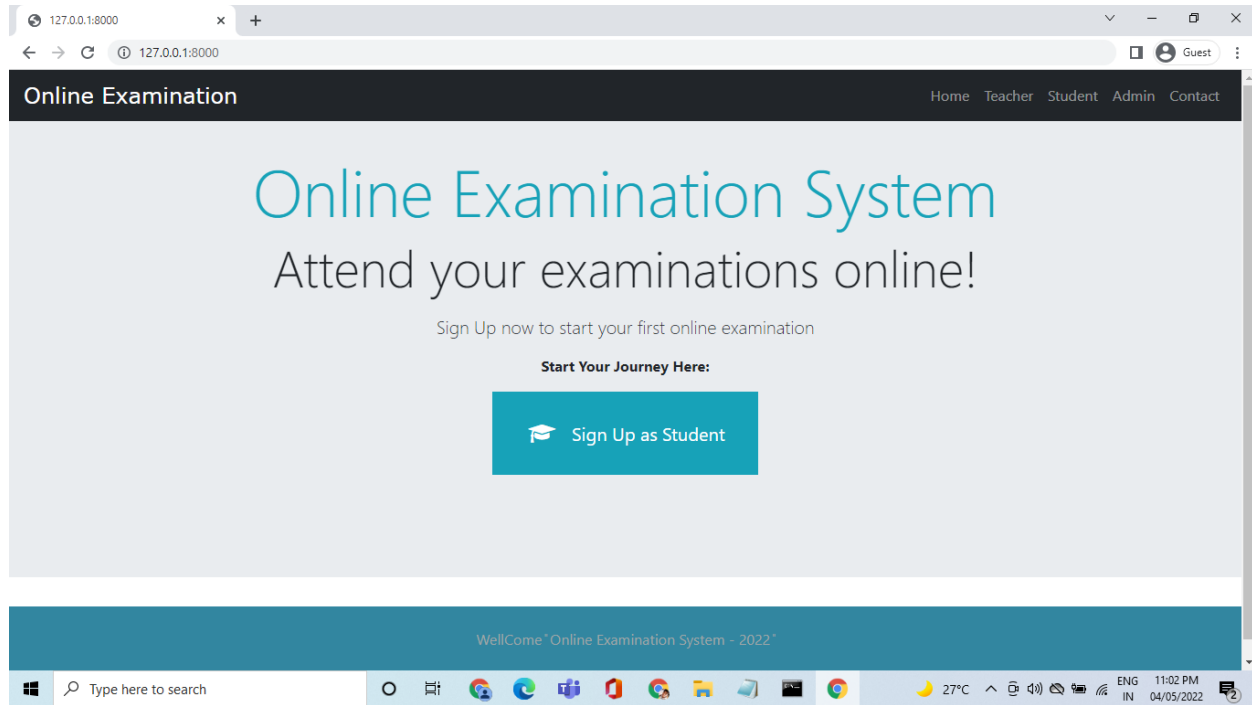 127.0.0.1:8000
127.0.0.1:8000
Guest
Online Examination
Home Teacher Student Admin Contact
Online Examination System
Attend your examinations online!
Sign Up now to start your first online examination
Start Your Journey Here:
Sign Up as Student
WellCome"Online Examination System - 2022"
Type here to search
27°C
ENG
IN
11:02 PM
04/05/2022
2